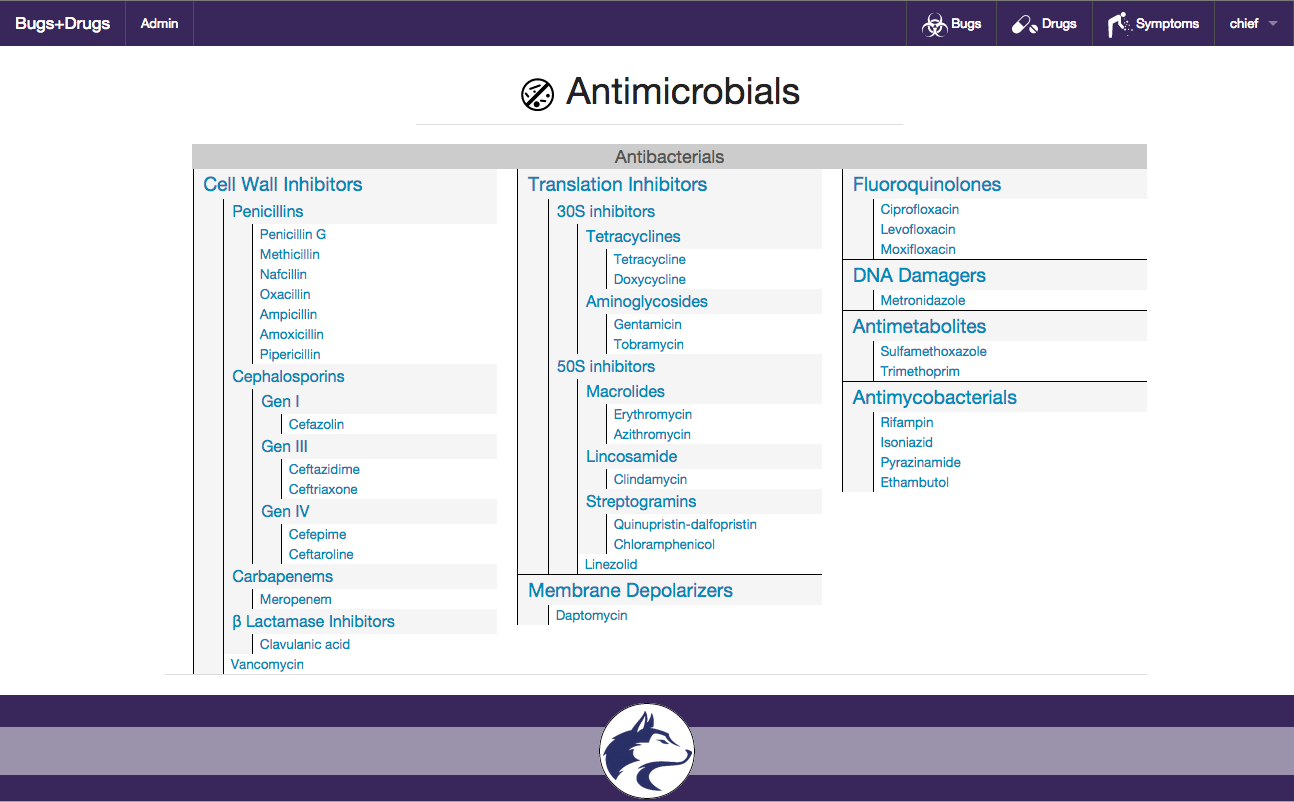 Bugs+Drugs
Admin
Bugs
Drugs
Symptoms
chief
Antimicrobials
Antibacterials
Cell Wall Inhibitors
Penicillins
Penicillin G
Methicillin
Nafcillin
Oxacillin
Ampicillin
Amoxicillin
Pipericillin
Cephalosporins
Gen I
Cefazolin
Gen III
Ceftazidime
Ceftriaxone
Gen IV
Cefepime
Ceftaroline
Carbapenems
Meropenem
β Lactamase Inhibitors
Clavulanic acid
Vancomycin
Translation Inhibitors
30S inhibitors
Tetracyclines
Tetracycline
Doxycycline
Aminoglycosides
Gentamicin
Tobramycin
50S inhibitors
Macrolides
Erythromycin
Azithromycin
Lincosamide
Clindamycin
Streptogramins
Quinupristin-dalfopristin
Chloramphenicol
Linezolid
Membrane Depolarizers
Daptomycin
Fluoroquinolones
Ciprofloxacin
Levofloxacin
Moxifloxacin
DNA Damagers
Metronidazole
Antimetabolites
Sulfamethoxazole
Trimethoprim
Antimycobacterials
Rifampin
Isoniazid
Pyrazinamide
Ethambutol